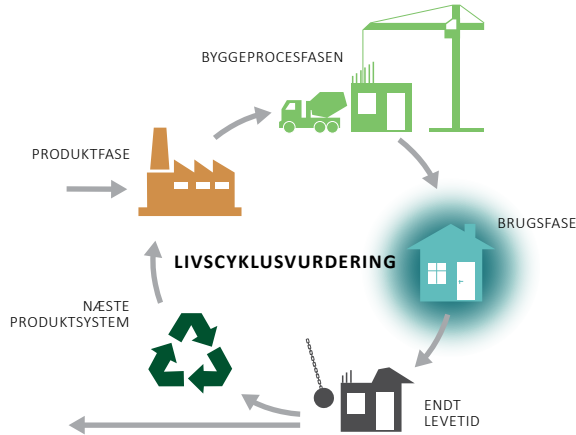 BYGGEPROCESFASEN
PRODUKTFASE
BRUGSFASE
LIVSCYKLUSVURDERING
NÆSTE
PRODUKTSYSTEM
ENDT
LEVETID